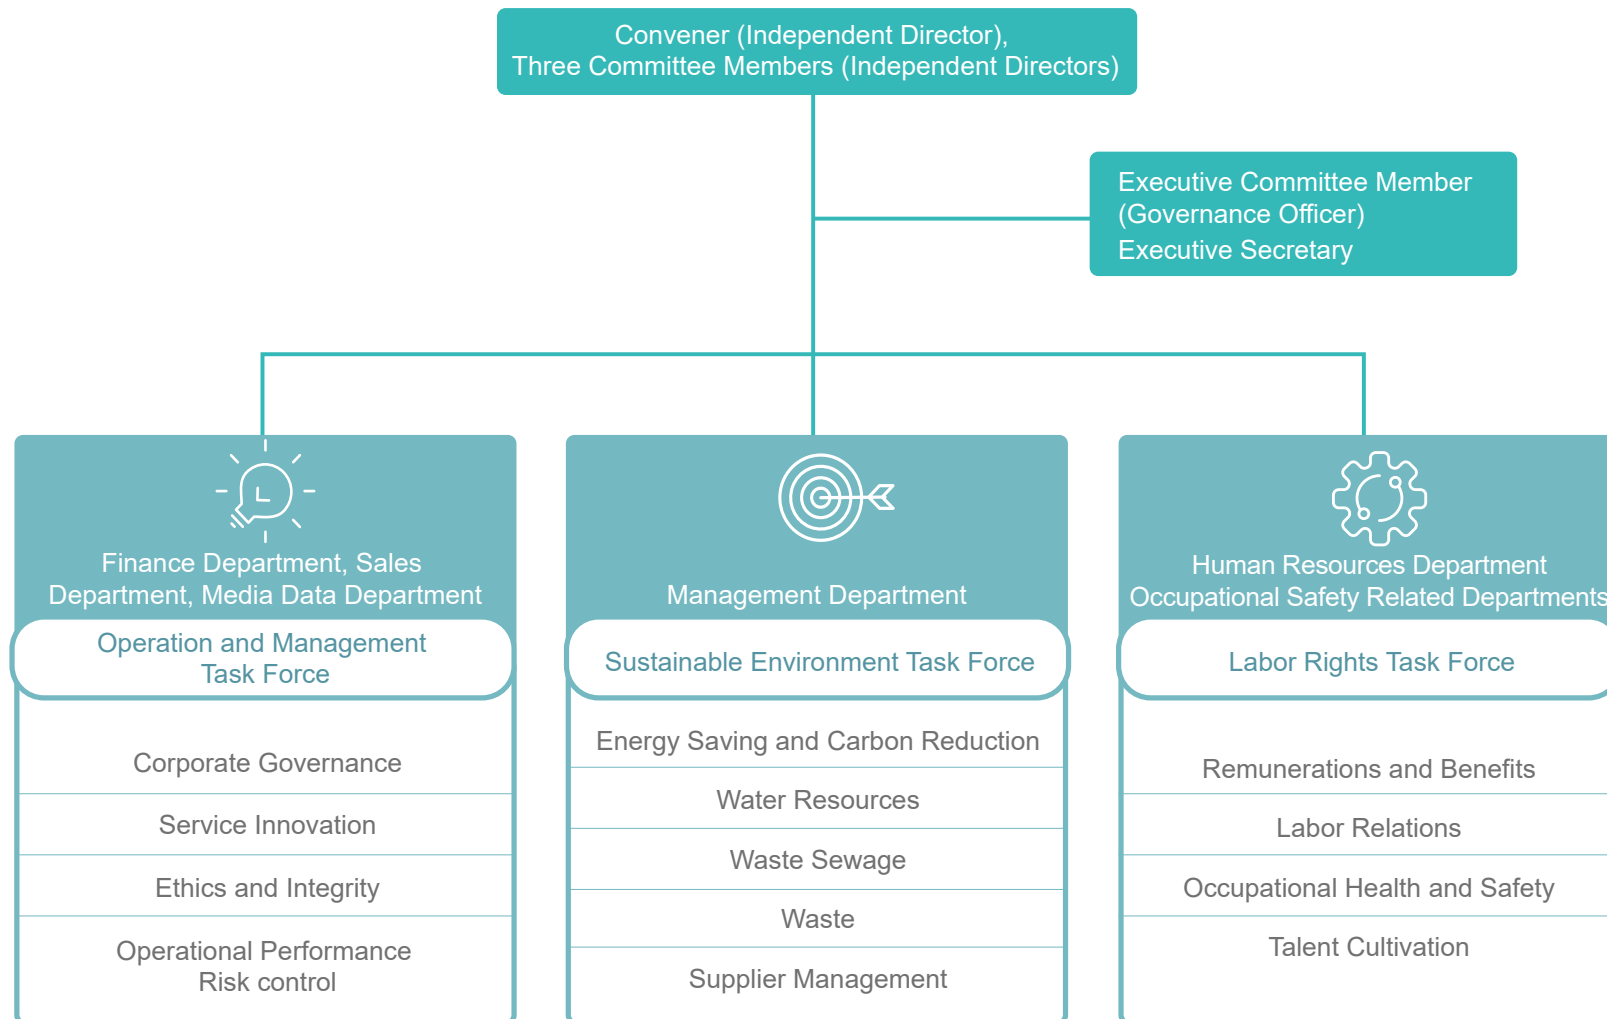 Convener (Independent Director),
Three Committee Members (Independent Directors)
Executive Committee Member
(Governance Officer)
Executive Secretary
Finance Department, Sales
Department, Media Data Department
Operation and Management
Task Force
Corporate Governance
Service Innovation
Ethics and Integrity
Operational Performance
Risk control
Management Department
Sustainable Environment Task Force
Energy Saving and Carbon Reduction
Water Resources
Waste Sewage
Waste
Supplier Management
Human Resources Department
Occupational Safety Related Departments
Labor Rights Task Force
Remunerations and Benefits
Labor Relations
Occupational Health and Safety
Talent Cultivation